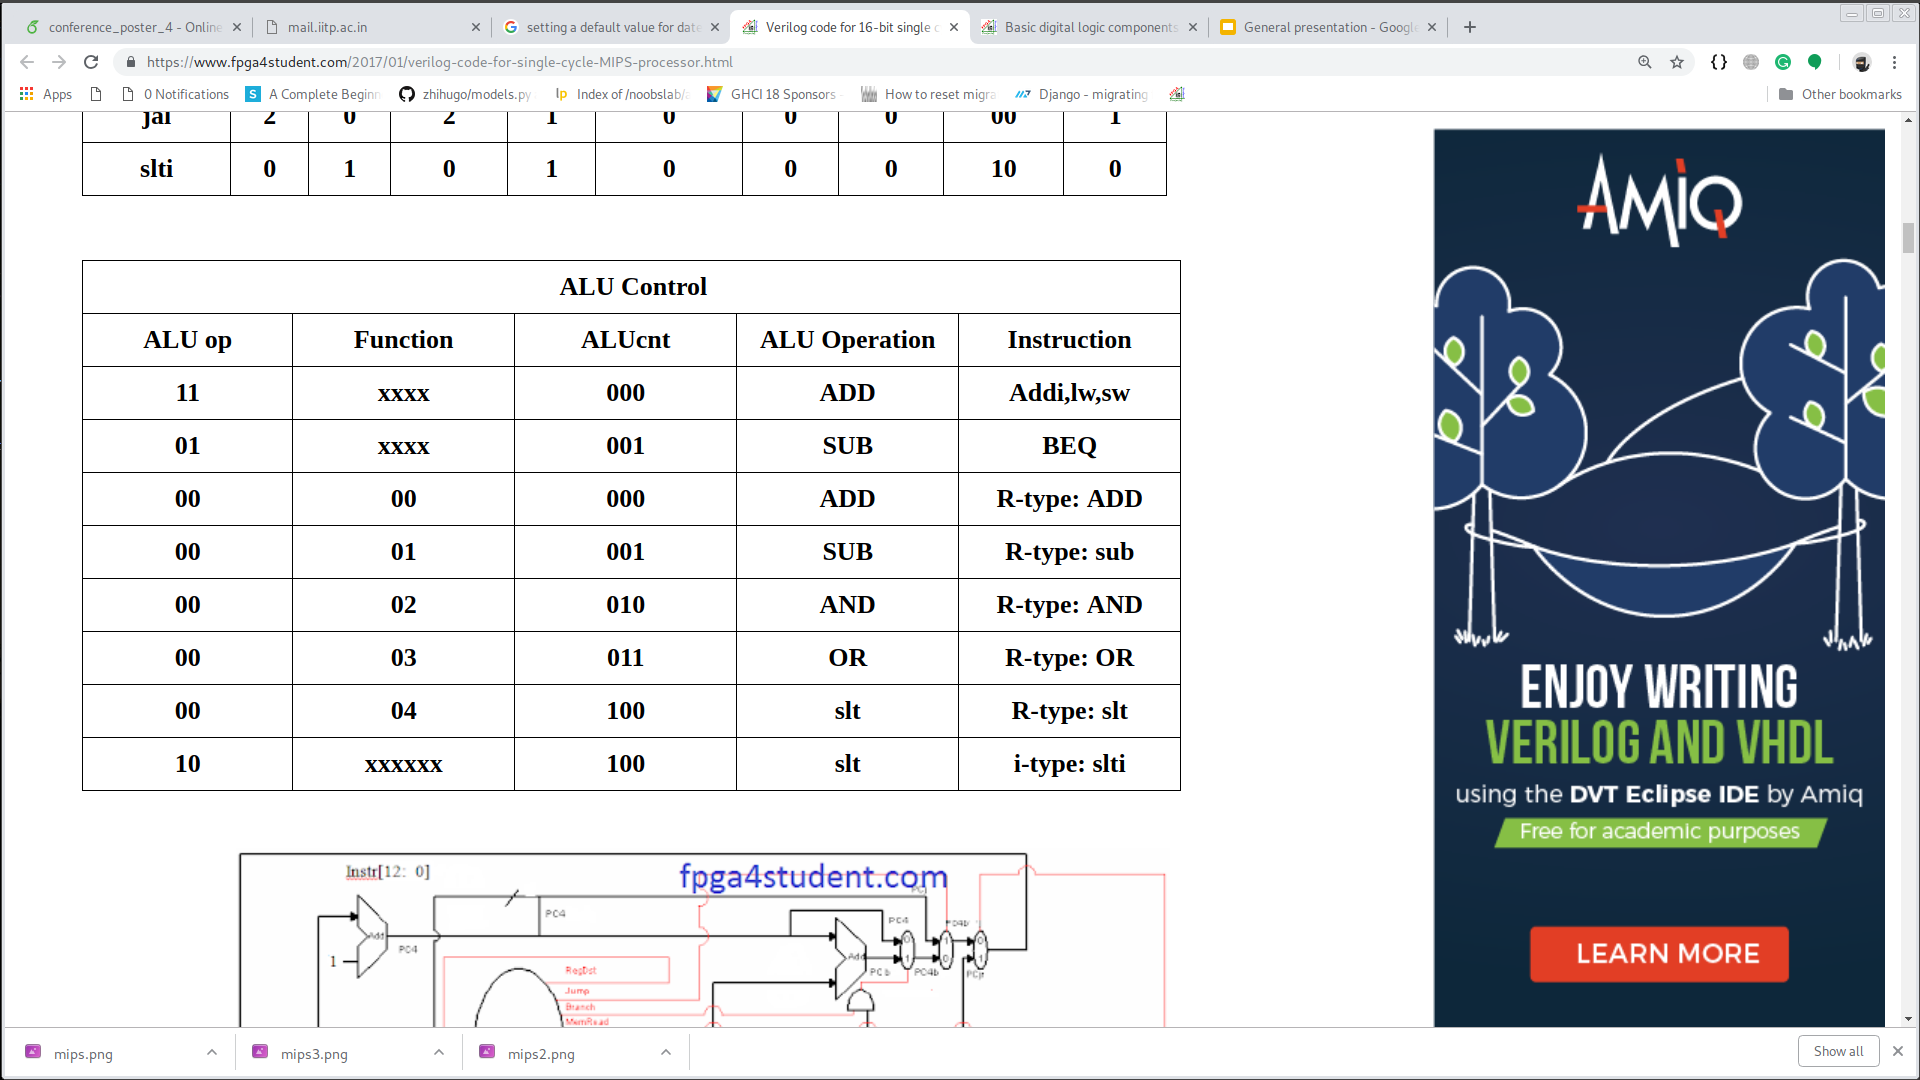 conference_poster_4 - Online
mail.iitp.ac.in
setting a default value for date
Verilog code for 16-bit single c
Basic digital logic components
General presentation - Google
https://www.fpga4student.com/2017/01/verilog-code-for-single-cycle-MIPS-processor.html
Apps
0 Notifications
A Complete Beginn
zhihugo/models.py
Index of /noobslab/
GHCI 18 Sponsors
How to reset migra
Django - migrating
Other bookmarks
jal 2 0 2 1 0 0 0 00 1
slti 0 1 0 1 0 0 0 10 0
ALU Control
ALU op Function ALUcnt ALU Operation Instruction
11 xxxx 000 ADD Addi,lw,sw
01 xxxx 001 SUB BEQ
00 00 000 ADD R-type: ADD
00 01 001 SUB R-type: sub
00 02 010 AND R-type: AND
00 03 011 OR R-type: OR
00 04 100 slt R-type: slt
10 xxxxxx 100 slt i-type: slti
Instr[12: 0]
fpga4student.com
PC4
PC4
Add
PC4
1
Add
PCb
PC4b
RegDst
Jump
Branch
MemRead
AMIQ
ENJOY WRITING
VERILOG AND VHDL
using the DVT Eclipse IDE by Amiq
Free for academic purposes
LEARN MORE
mips.png
mips3.png
mips2.png
Show all